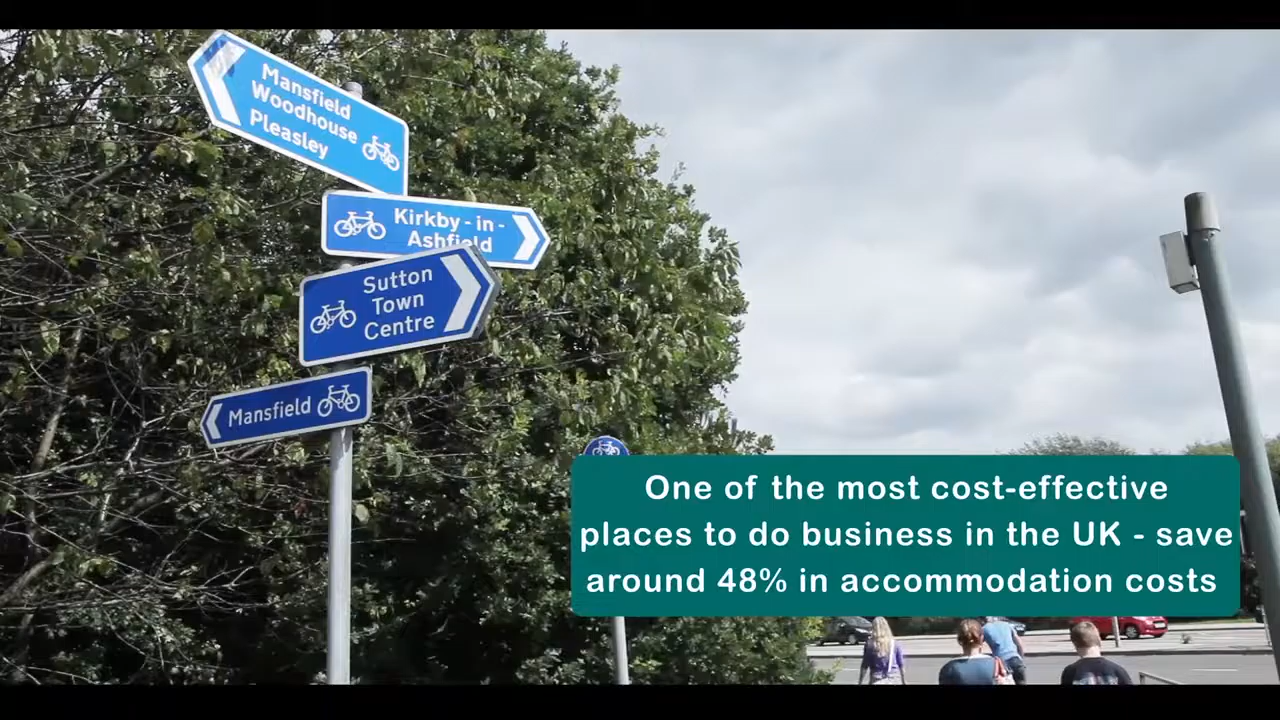 Mansfield
Woodhouse
Pleasley
Kirkby - in -
Ashfield
Sutton
Town
Centre
Mansfield
One of the most cost-effective
places to do business in the UK - save
around 48% in accommodation costs